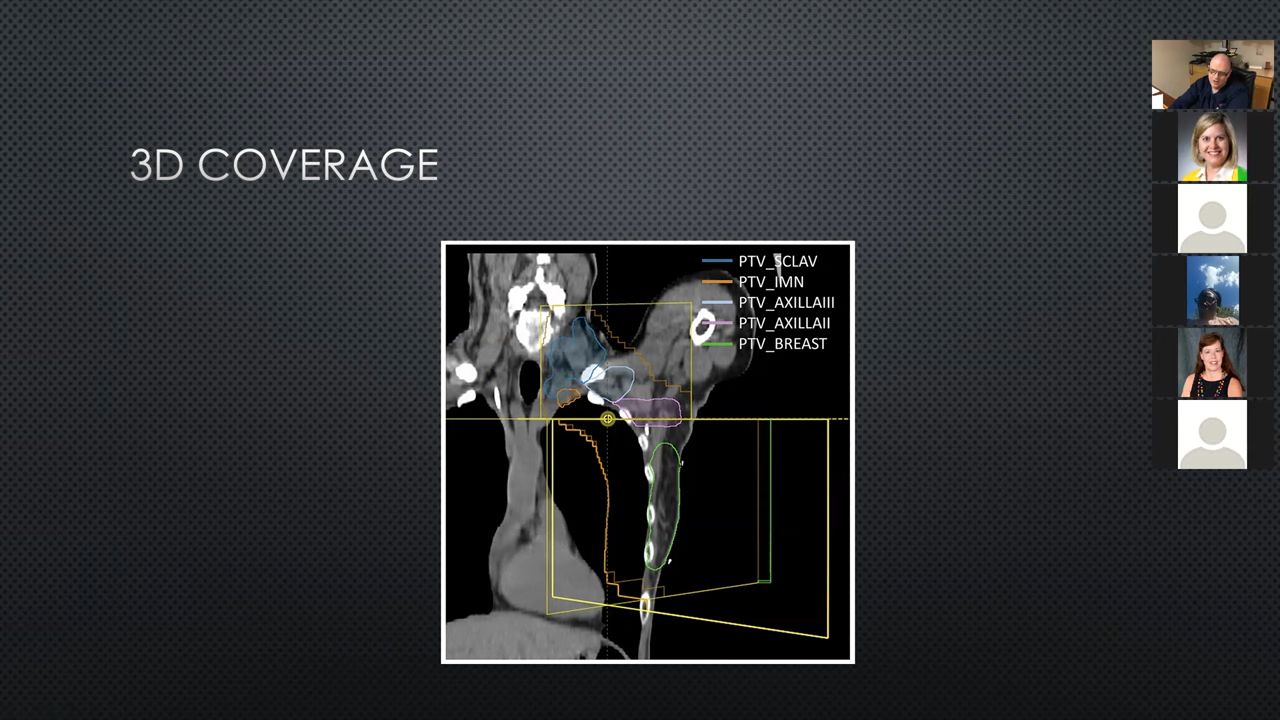 3D COVERAGE
PTV_SCLAV
PTV_IMN
PTV_AXILLAIII
PTV_AXILLAII
PTV_BREAST